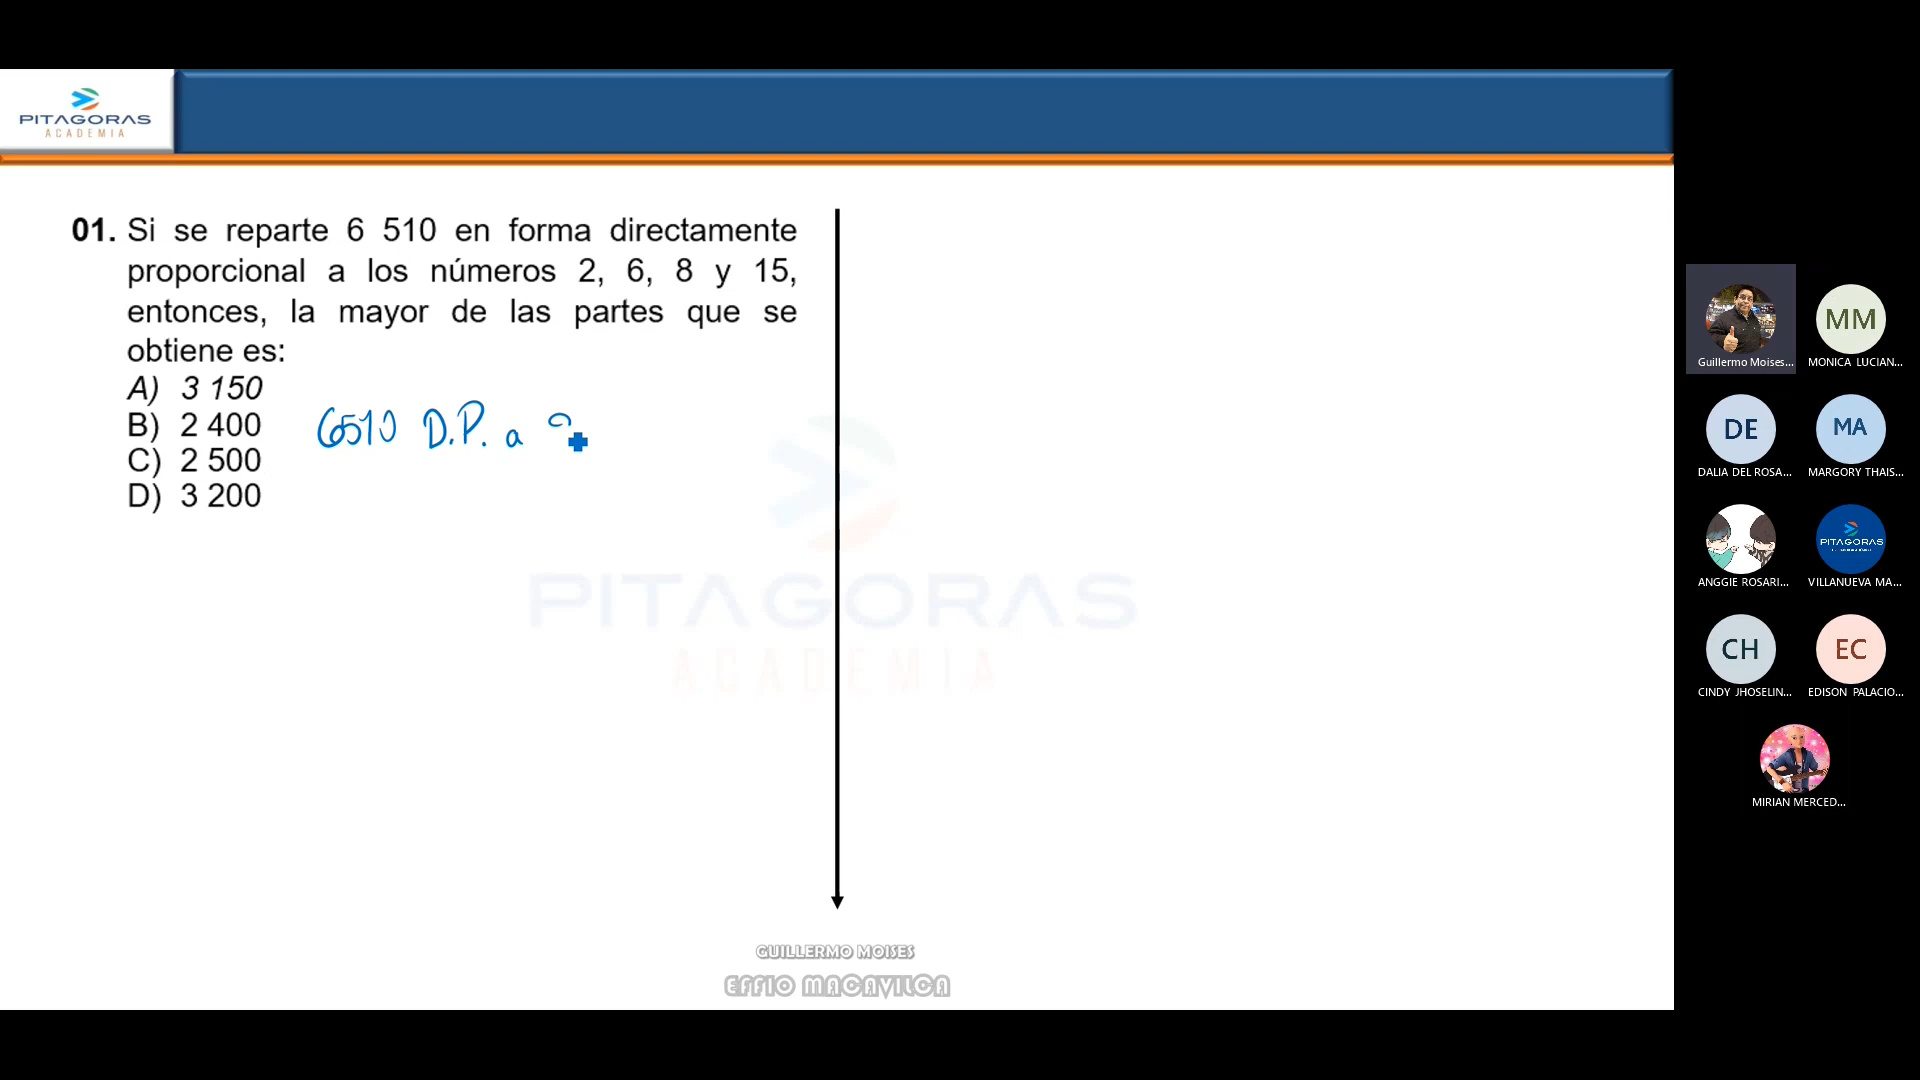 PITAGORAS
ACADEMIA
01. Si se reparte 6 510 en forma directamente
proporcional a los números 2, 6, 8 y 15,
entonces, la mayor de las partes que se
obtiene es:
A) 3 150
B) 2 400
C) 2 500
D) 3 200
6510 D.P. a
PITAGORAS
ACADEMIA
GUILLERMO MOISES
EFFIO MACAVILCA
Guillermo Moises...
MM
MONICA LUCIAN...
DE
DALIA DEL ROSA...
MA
MARGORY THAIS...
ANGGIE ROSARI...
PITAGORAS
VILLANUEVA MA...
CH
CINDY JHOSELIN...
EC
EDISON PALACIO...
MIRIAN MERCED...